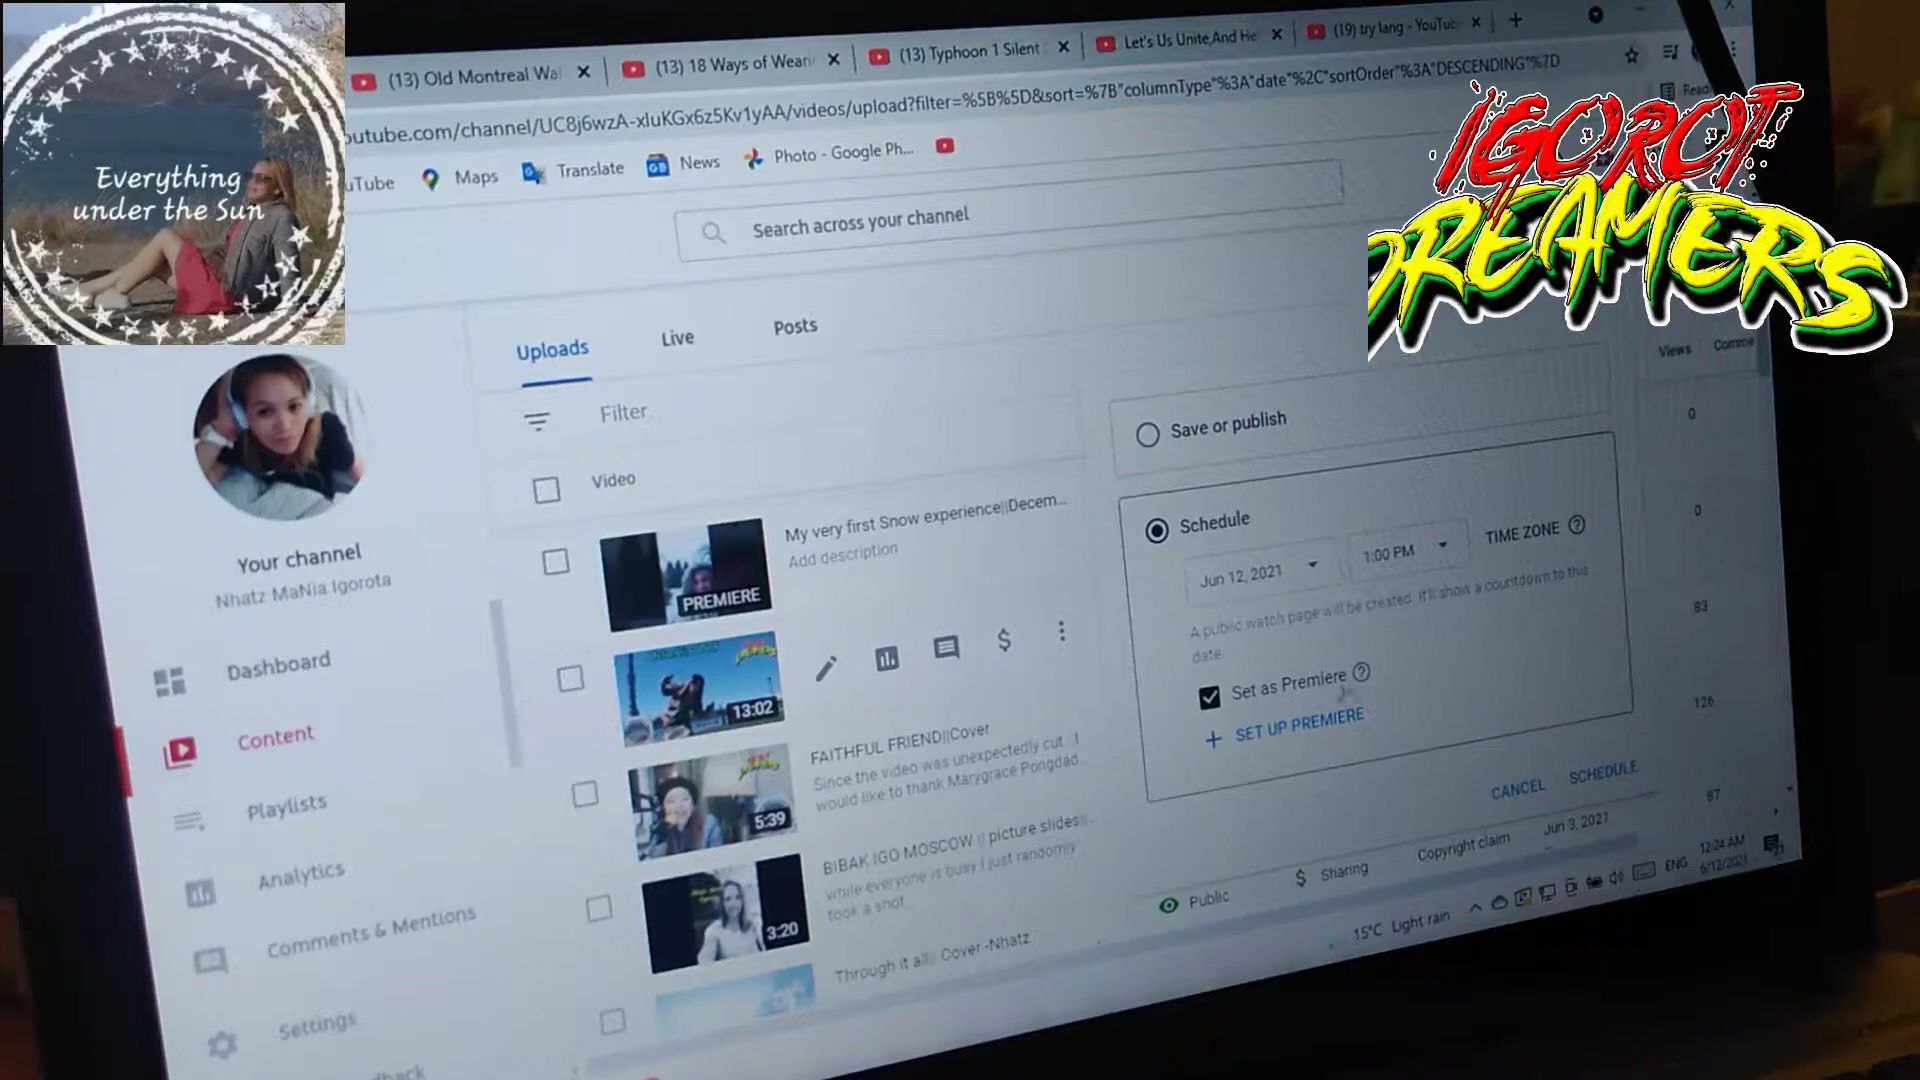 Everything
under the Sun
(13) Old Montreal Wal
(13) 18 Ways of Weari
(13) Typhoon 1 Silent
Let's Us Unite,And He
(19) try lang - YouTub
outube.com/channel/UC8j6wzA-xIuKGx6z5Kv1yAA/videos/upload?filter=%5B%5D&sort=%7B"columnType"%3A"date"%2C"sortOrder"%3A"DESCENDING"%7D
uTube
Maps
Translate
News
Photo - Google Ph...
Read
IGOROT
DREAMERS
Search across your channel
Uploads
Live
Posts
Views
Comme
Filter
Save or publish
0
Video
Your channel
Nhatz MaNia Igorota
My very first Snow experience||Decem...
Add description
PREMIERE
Schedule
Jun 12, 2021
1:00 PM
TIME ZONE
0
A public watch page will be created. It'll show a countdown to this
date.
Set as Premiere
+ SET UP PREMIERE
83
CANCEL
SCHEDULE
126
Dashboard
Content
Playlists
Analytics
Comments & Mentions
Settings
13:02
FAITHFUL FRIEND||Cover
Since the video was unexpectedly cut. I
would like to thank Marygrace Pongdad...
5:39
BIBAK IGO MOSCOW || picture slides||...
while everyone is busy I just randomly
took a shot.
3:20
Through it all|| Cover -Nhatz
Public
$ Sharing
Copyright claim
Jun 3, 2021
87
15°C Light rain
ENG
12:24 AM
6/12/2021